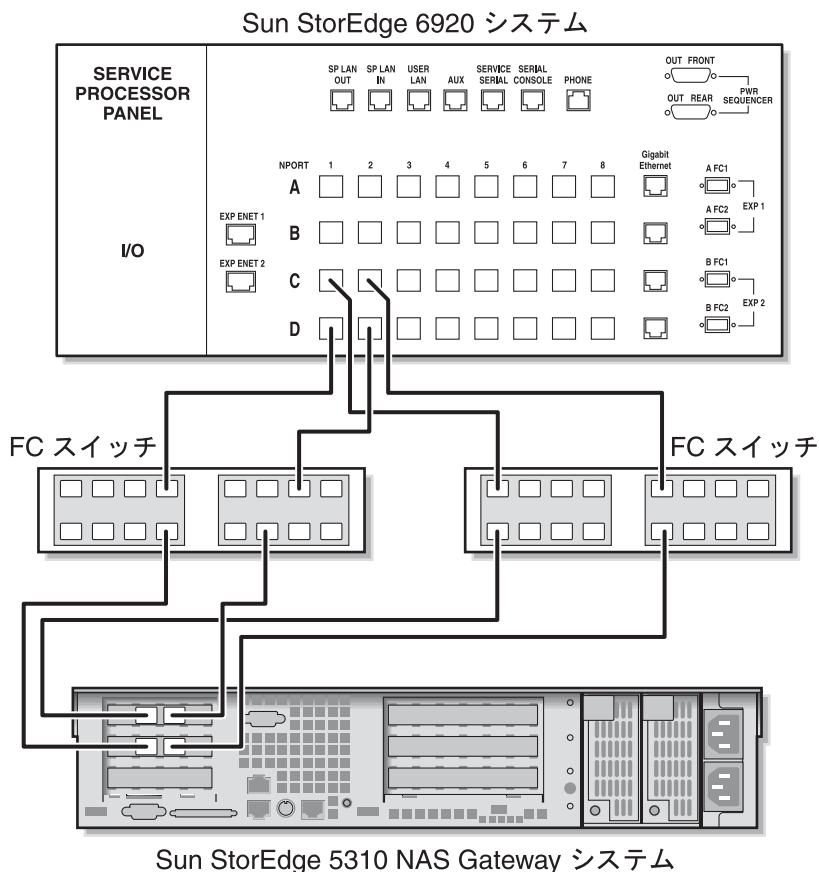 Sun StorEdge 6920 システム
SERVICE
PROCESSOR
PANEL
I/O
SP LAN
OUT
SP LAN
IN
USER
LAN
AUX
SERVICE
SERIAL
SERIAL
CONSOLE
PHONE
OUT FRONT
OUT REAR
PWR
SEQUENCER
NPORT 1 2 3 4 5 6 7 8
Gigabit
Ethernet
A
B
C
D
EXP ENET 1
EXP ENET 2
A FC1
A FC2
EXP 1
B FC1
B FC2
EXP 2
FC スイッチ
FC スイッチ
Sun StorEdge 5310 NAS Gateway システム